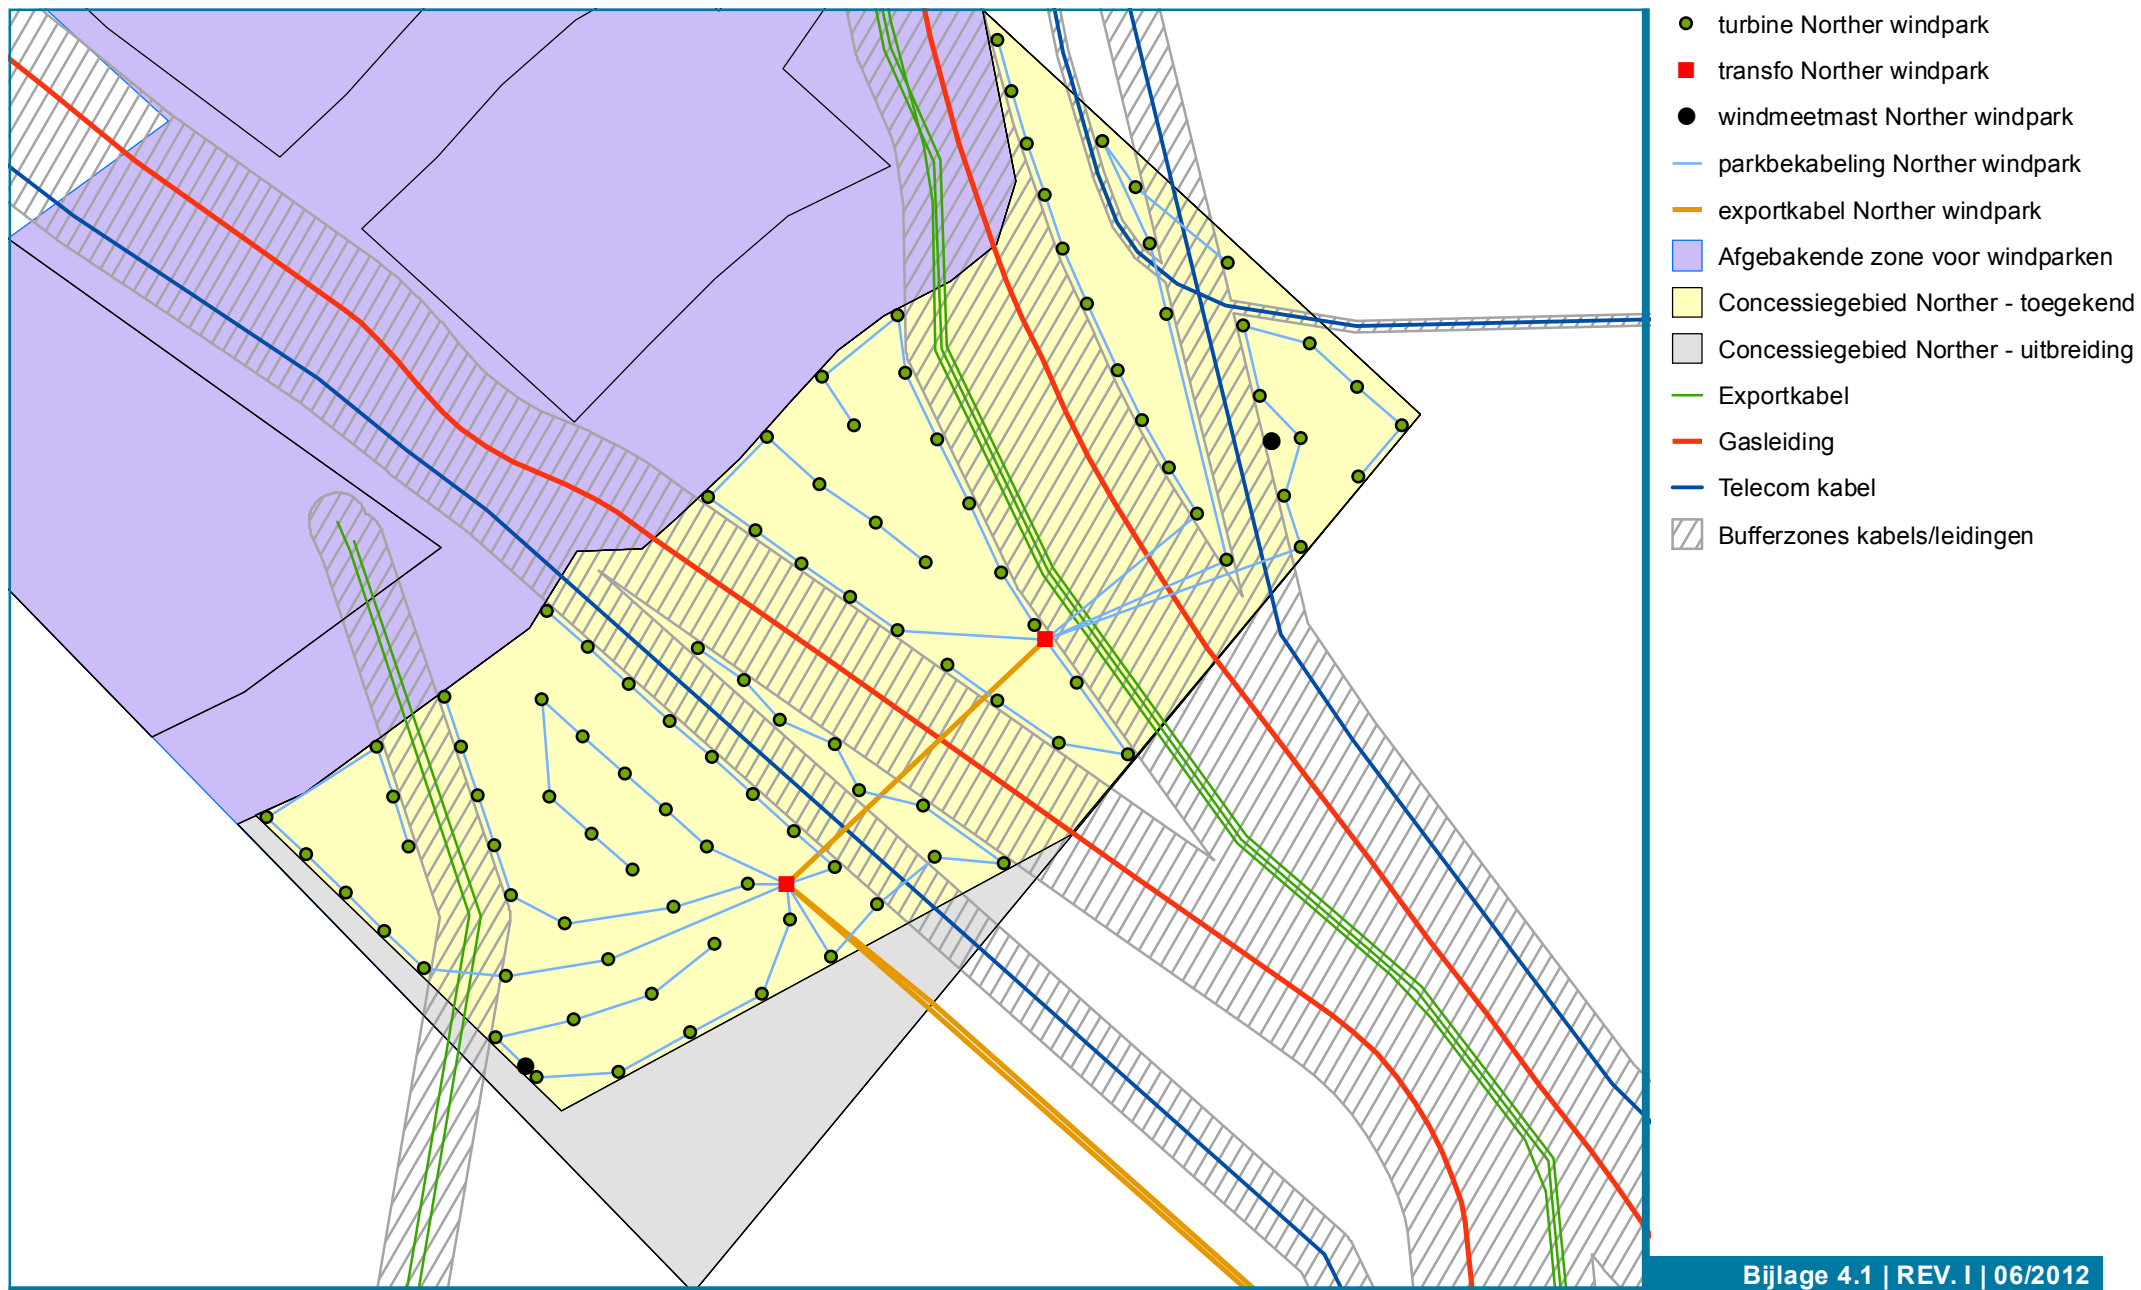 turbine Norther windpark
transfo Norther windpark
windmeetmast Norther windpark
parkbekabeling Norther windpark
exportkabel Norther windpark
Afgebakende zone voor windparken
Concessiegebied Norther - toegekend
Concessiegebied Norther - uitbreiding
Exportkabel
Gasleiding
Telecom kabel
Bufferzones kabels/leidingen
Bijlage 4.1 | REV. I | 06/2012